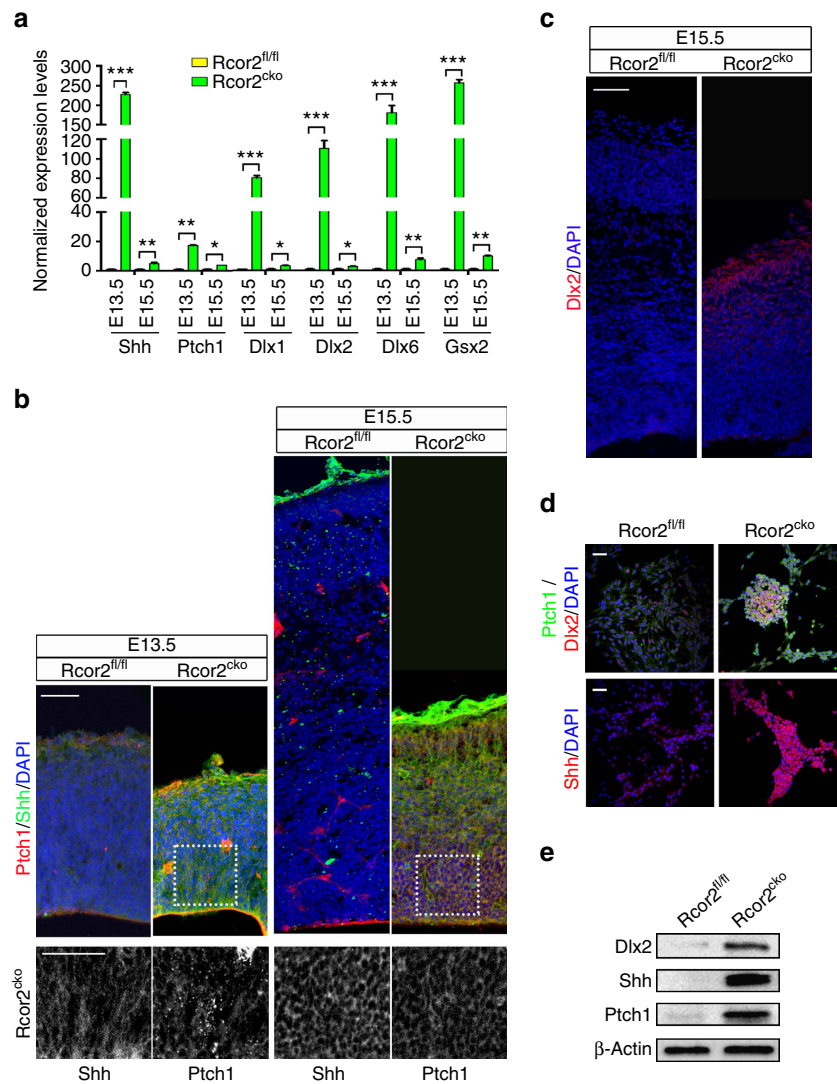 a
Normalized expression levels
300
250
200
150
140
120
100
80
60
40
20
0
Rcor2fl/fl
Rcor2cko
*** ** ** * *** * *** * *** ** *** **
E13.5 E15.5 E13.5 E15.5 E13.5 E15.5 E13.5 E15.5 E13.5 E15.5 E13.5 E15.5
Shh Ptch1 Dlx1 Dlx2 Dlx6 Gsx2
b
E15.5
Rcor2fl/fl Rcor2cko
E13.5
Rcor2fl/fl Rcor2cko
Ptch1/Shh/DAPI
Rcor2cko
Shh Ptch1 Shh Ptch1
c
E15.5
Rcor2fl/fl Rcor2cko
Dlx2/DAPI
d
Rcor2fl/fl Rcor2cko
Ptch1/
Dlx2/DAPI
Shh/DAPI
e
Rcor2fl/fl Rcor2cko
Dlx2
Shh
Ptch1
β-Actin